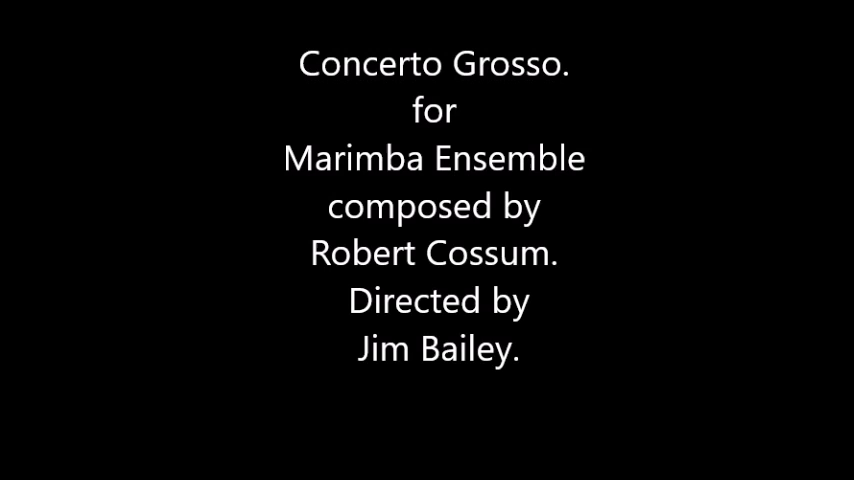 Concerto Grosso.
for
Marimba Ensemble
composed by
Robert Cossum.
Directed by
Jim Bailey.